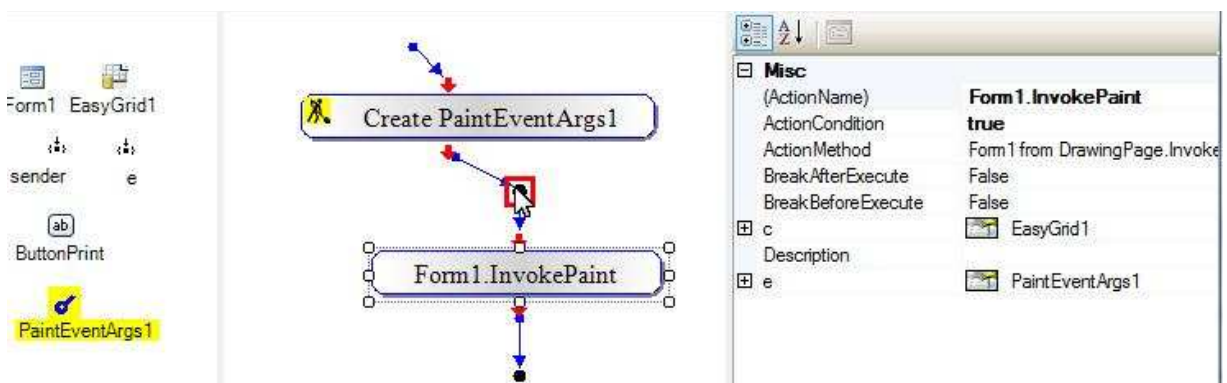 Form1 EasyGrid1
sender e
ab
ButtonPrint
PaintEventArgs1
Create PaintEventArgs1
Form1.InvokePaint
A
Z
Misc
(ActionName) Form1.InvokePaint
ActionCondition true
ActionMethod Form1 from DrawingPage.Invoke
BreakAfterExecute False
BreakBeforeExecute False
c EasyGrid1
Description
e PaintEventArgs1